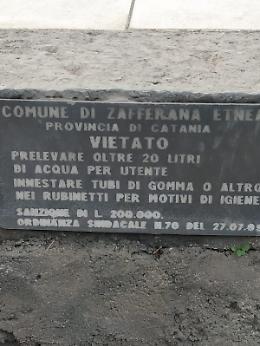 COMUNE DI ZAFFERANA ETNEA
PROVINCIA DI CATANIA
VIETATO
PRELEVARE OLTRE 20 LITRI
DI ACQUA PER UTENTE
INNESTARE TUBI DI GOMMA O ALTRO
NEI RUBINETTI PER MOTIVI DI IGIENE
SANZIONE DI L. 200.000.
ORDINANZA SINDACALE N.70 DEL 27.07.